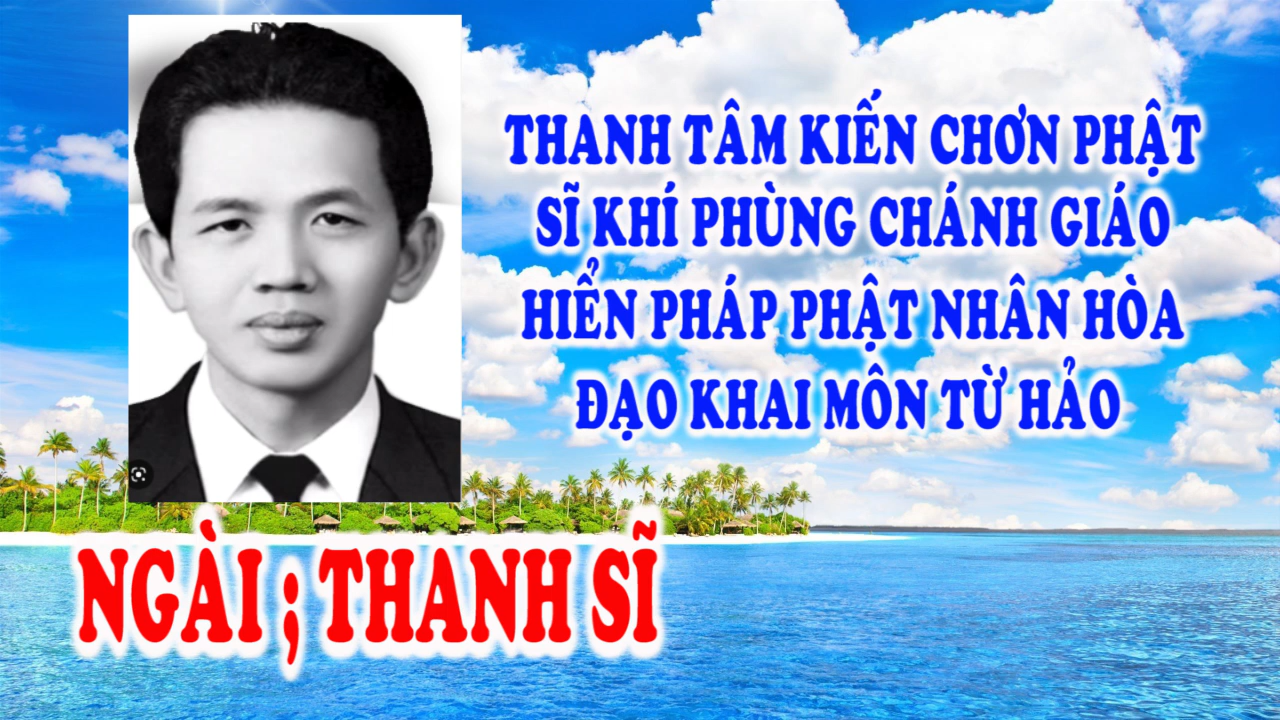 THANH TÂM KIẾN CHƠN PHẬT
SĨ KHÍ PHÙNG CHÁNH GIÁO
HIỂN PHÁP PHẬT NHÂN HÒA
ĐẠO KHAI MÔN TỪ HẢO
NGÀI ; THANH SĨ